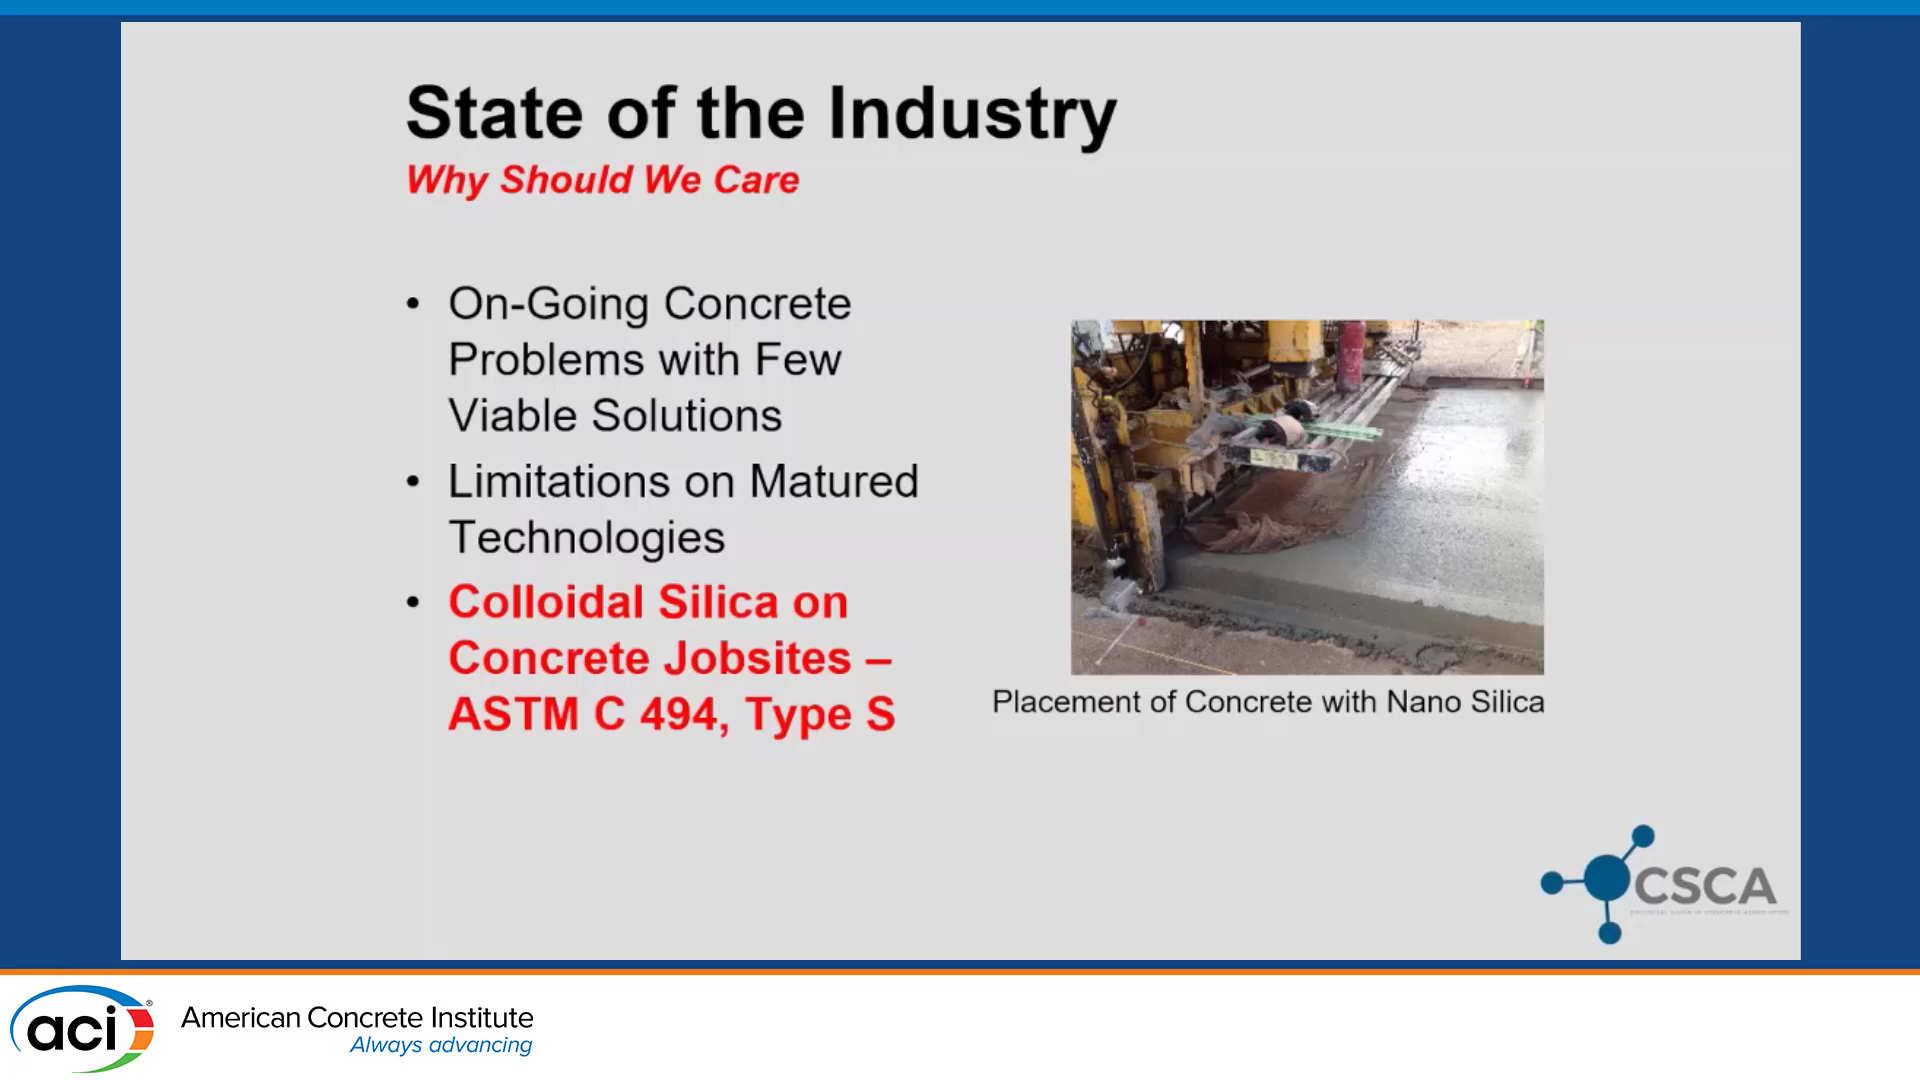 State of the Industry
Why Should We Care
• On-Going Concrete
Problems with Few
Viable Solutions
• Limitations on Matured
Technologies
• Colloidal Silica on
Concrete Jobsites –
ASTM C 494, Type S
Placement of Concrete with Nano Silica
CSCA
aci®
American Concrete Institute
Always advancing